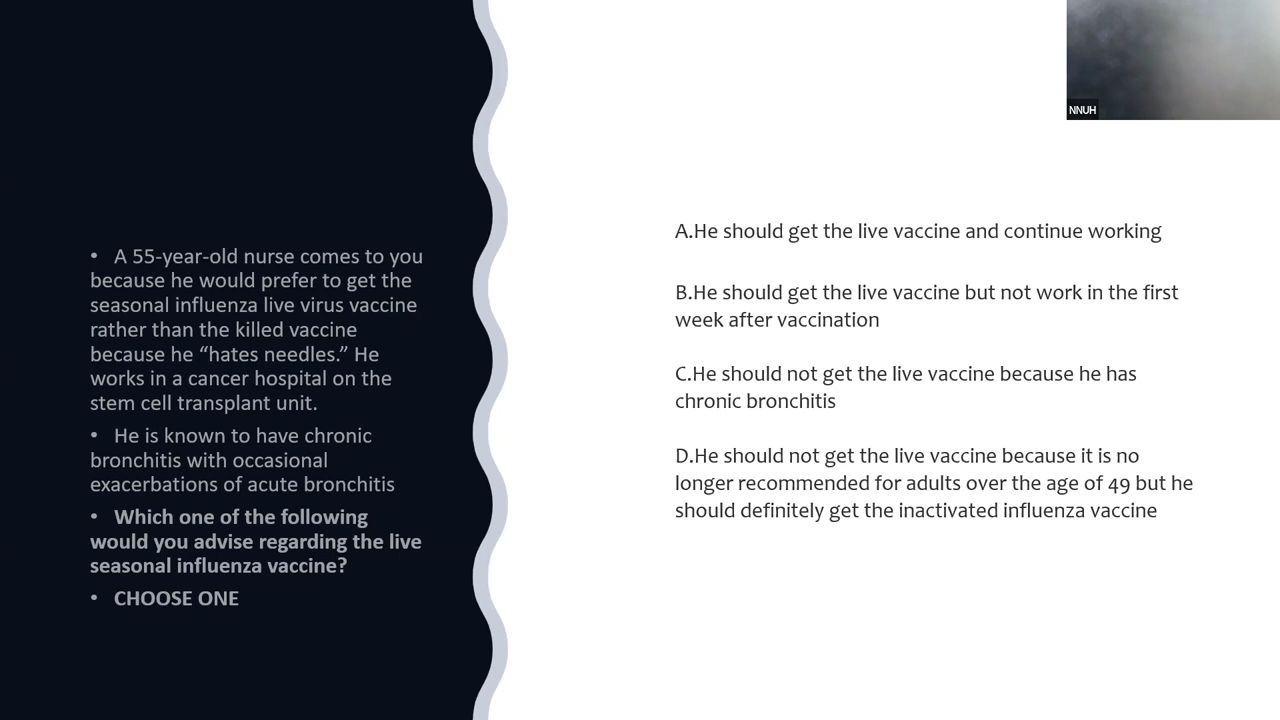 NNUH
• A 55-year-old nurse comes to you
because he would prefer to get the
seasonal influenza live virus vaccine
rather than the killed vaccine
because he “hates needles.” He
works in a cancer hospital on the
stem cell transplant unit.
• He is known to have chronic
bronchitis with occasional
exacerbations of acute bronchitis
• Which one of the following
would you advise regarding the live
seasonal influenza vaccine?
• CHOOSE ONE
A.He should get the live vaccine and continue working
B.He should get the live vaccine but not work in the first
week after vaccination
C.He should not get the live vaccine because he has
chronic bronchitis
D.He should not get the live vaccine because it is no
longer recommended for adults over the age of 49 but he
should definitely get the inactivated influenza vaccine